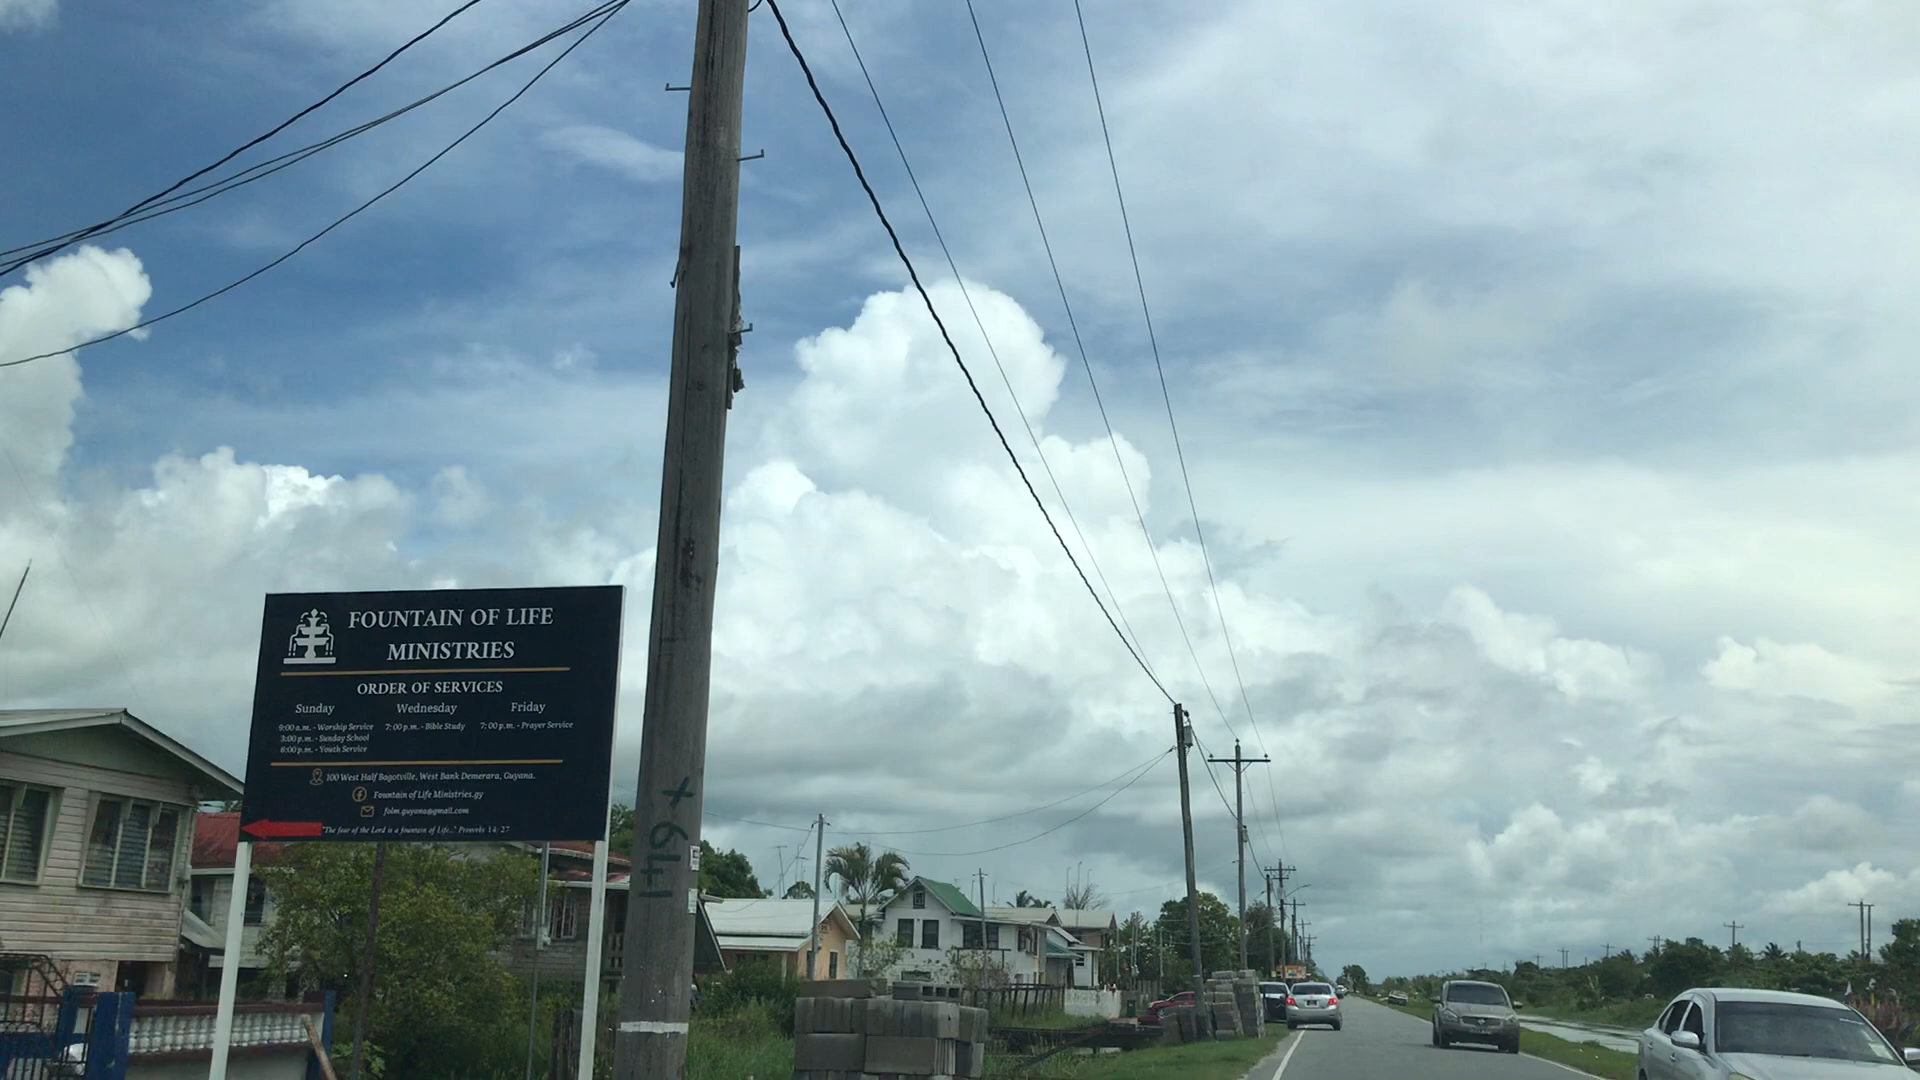 FOUNTAIN OF LIFE
MINISTRIES
ORDER OF SERVICES
Sunday Wednesday Friday
9:00 a.m. - Worship Service 7:00 p.m. - Bible Study 7:00 p.m. - Prayer Service
3:00 p.m. - Sunday School
6:00 p.m. - Youth Service
100 West Half Bagotville, West Bank Demerara, Guyana.
Fountain of Life Ministries.gy
folm.guyana@gmail.com
"The fear of the Lord is a fountain of Life..." Proverbs 14: 27